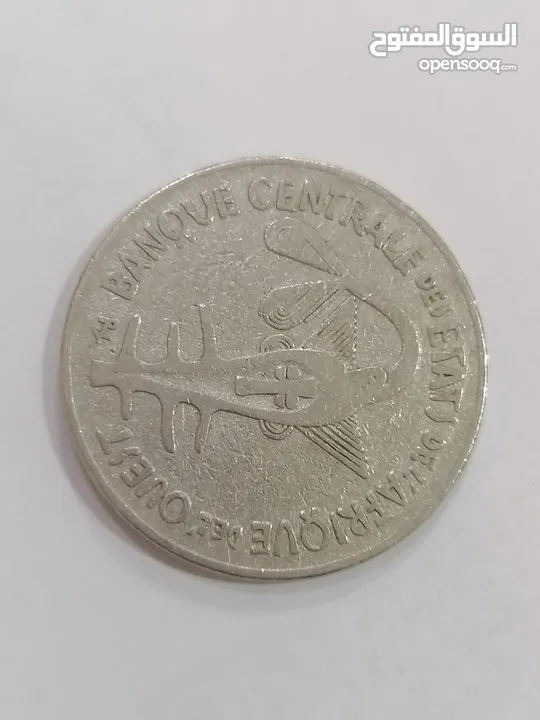 السوق المفتوح
opensooq.com
BANQUE CENTRALE DES ETATS DE L'AFRIQUE DE L'OUEST